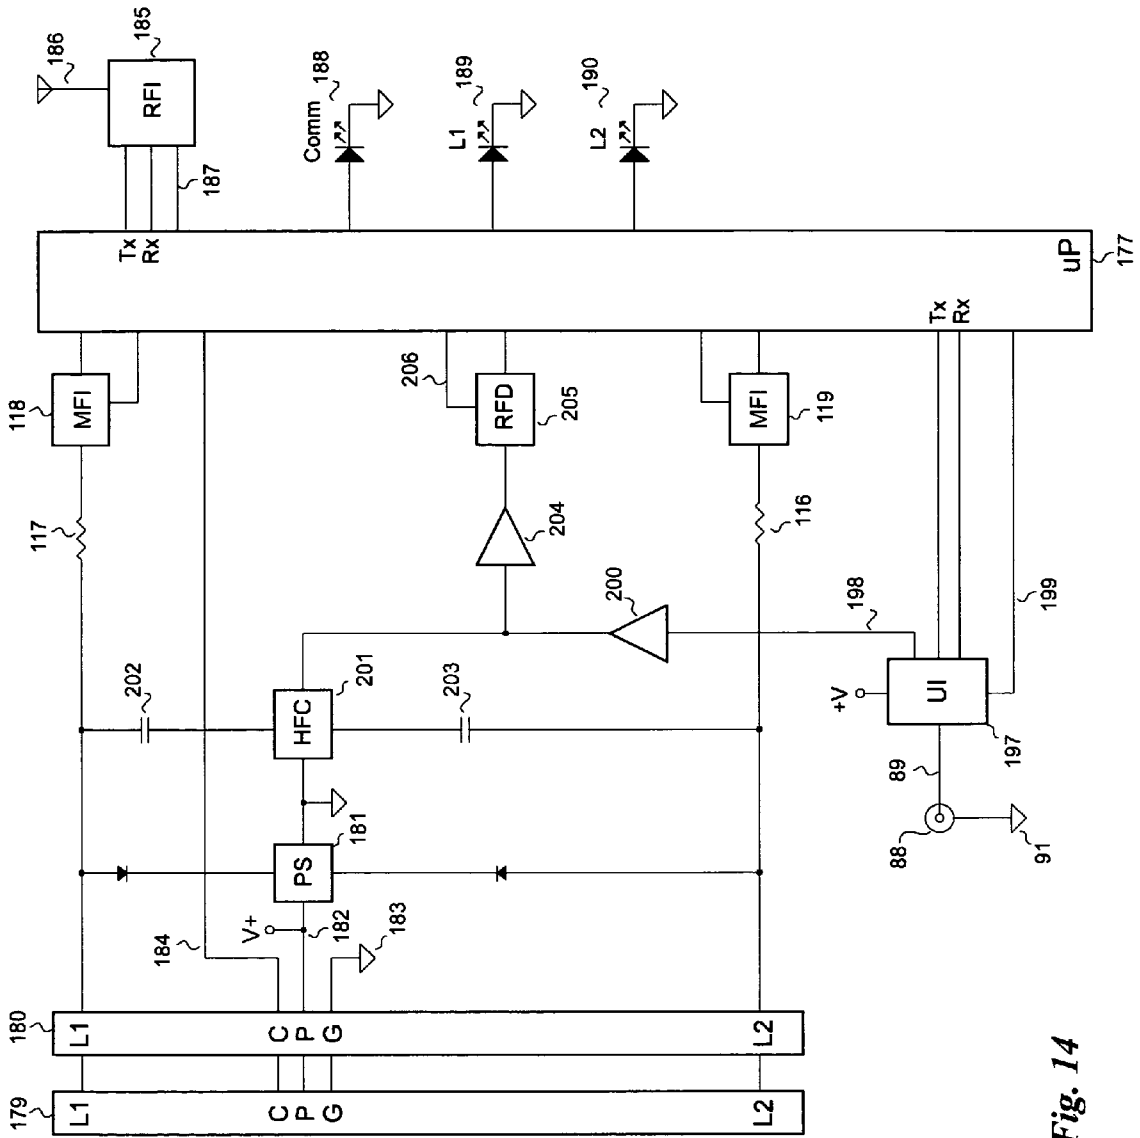 186
185
RFI
187
Comm
188
L1
189
L2
190
Tx
Rx
uP
177
118
MFI
117
206
RFD
205
204
MFI
119
116
Tx
Rx
200
198
199
202
HFC
201
203
+V
UI
197
89
88
91
184
V+
182
PS
181
183
180
L1
C
P
G
L2
179
L1
C
P
G
L2
Fig. 14